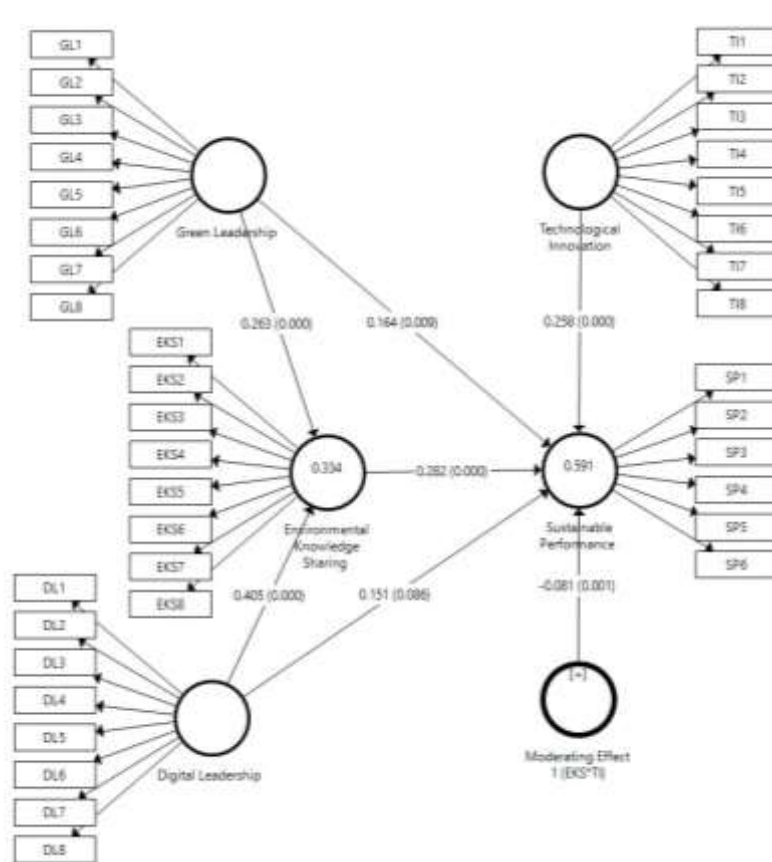 GL1
GL2
GL3
GL4
GL5
GL6
GL7
GL8
Green Leadership
TI1
TI2
TI3
TI4
TI5
TI6
TI7
TI8
Technological
Innovation
0.263 (0.000)
0.164 (0.009)
0.258 (0.000)
EKS1
EKS2
EKS3
EKS4
EKS5
EKS6
EKS7
EKS8
0.334
Environmental
Knowledge
Sharing
0.282 (0.000)
0.591
Sustainable
Performance
SP1
SP2
SP3
SP4
SP5
SP6
0.405 (0.000)
0.151 (0.086)
-0.081 (0.001)
DL1
DL2
DL3
DL4
DL5
DL6
DL7
DL8
Digital Leadership
[+]
Moderating Effect
1 (EKS*TI)